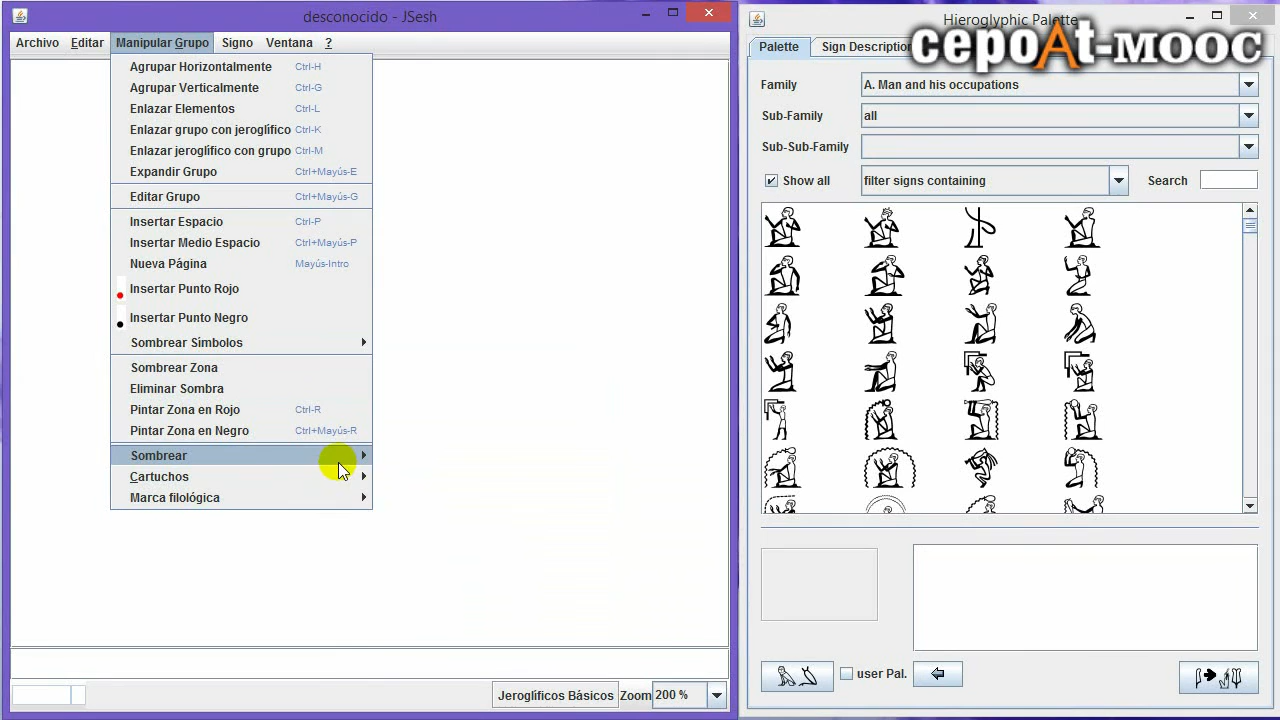 desconocido - JSesh
Archivo Editar Manipular Grupo Signo Ventana ?
Agrupar Horizontalmente Ctrl-H
Agrupar Verticalmente Ctrl-G
Enlazar Elementos Ctrl-L
Enlazar grupo con jeroglífico Ctrl-K
Enlazar jeroglífico con grupo Ctrl-M
Expandir Grupo Ctrl+Mayús-E
Editar Grupo Ctrl+Mayús-G
Insertar Espacio Ctrl-P
Insertar Medio Espacio Ctrl+Mayús-P
Nueva Página Mayús-Intro
Insertar Punto Rojo
Insertar Punto Negro
Sombrear Símbolos
Sombrear Zona
Eliminar Sombra
Pintar Zona en Rojo Ctrl-R
Pintar Zona en Negro Ctrl+Mayús-R
Sombrear
Cartuchos
Marca filológica
Jeroglíficos Básicos Zoom 200 %
Hieroglyphic Palette
cepoAt-MOOC
Palette Sign Description
Family A. Man and his occupations
Sub-Family all
Sub-Sub-Family
Show all filter signs containing Search
user Pal.